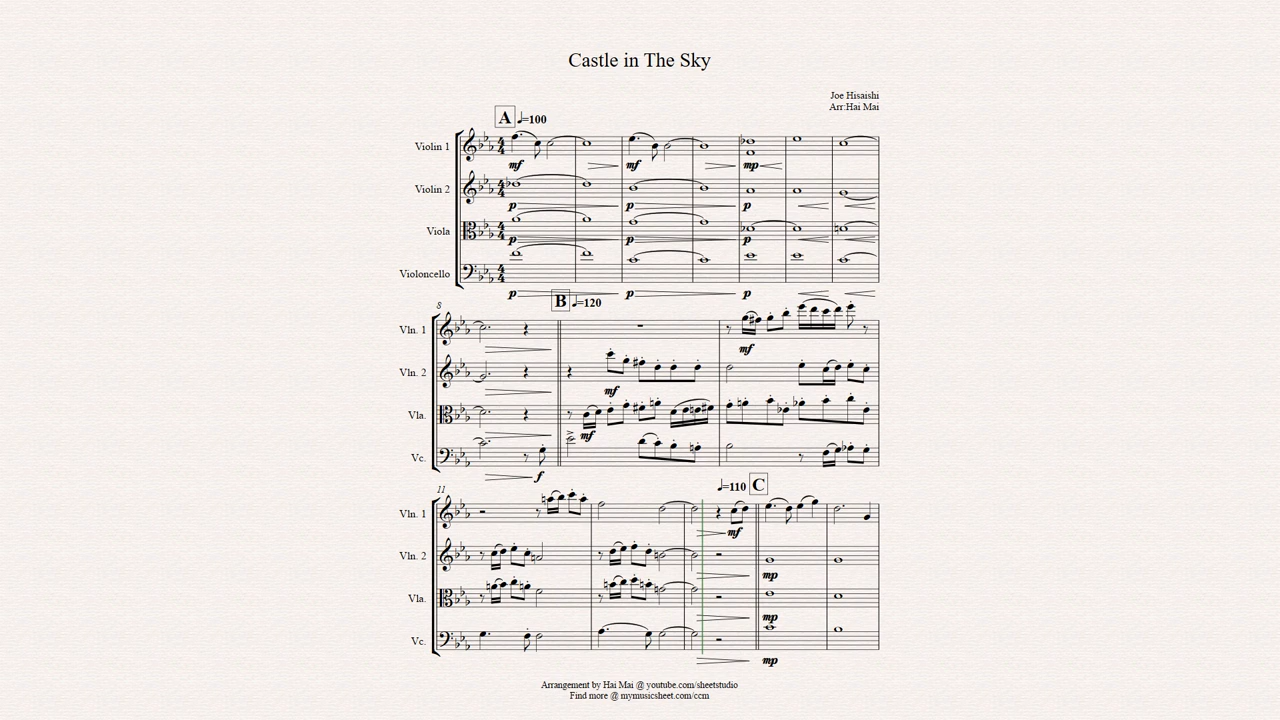 Castle in The Sky
Joe Hisaishi
Arr:Hai Mai
A ♩=100
Violin 1
mf mf mp
Violin 2
p p p
Viola
p p p
Violoncello
p p p
8
B ♩=120
Vln. 1
mf
Vln. 2
mf
Vla.
mf
Vc.
f
11
♩=110 C
Vln. 1
mf
Vln. 2
mp
Vla.
mp
Vc.
mp
Arrangement by Hai Mai @ youtube.com/sheetstudio
Find more @ mymusicsheet.com/ccm